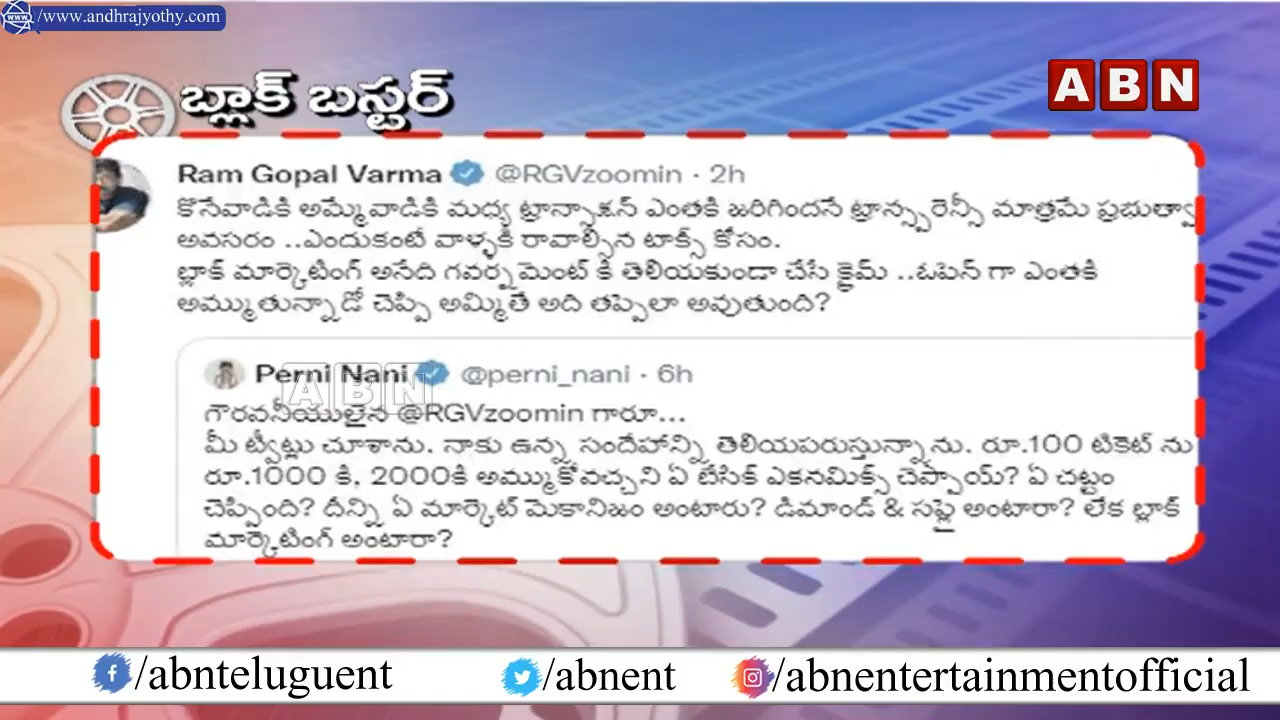 /www.andhrajyothy.com
బ్లాక్ బస్టర్
ABN
Ram Gopal Varma @RGVzoomin · 2h
కొనేవాడికి అమ్మేవాడికి మధ్య ట్రాన్సాక్షన్ ఎంతకి జరిగిందనే ట్రాన్స్పరెన్సీ మాత్రమే ప్రభుత్వా
అవసరం ..ఎందుకంటే వాళ్ళకి రావాల్సిన టాక్స్ కోసం.
బ్లాక్ మార్కెటింగ్ అనేది గవర్నమెంట్ కి తెలియకుండా చేసే క్రైమ్ ..ఓపెన్ గా ఎంతకి
అమ్ముతున్నాడో చెప్పి అమ్మితే అది తప్పెలా అవుతుంది?
Perni Nani @perni_nani · 6h
ABN
గౌరవనీయులైన @RGVzoomin గారూ...
మీ ట్వీట్లు చూశాను. నాకు ఉన్న సందేహాన్ని తెలియపరుస్తున్నాను. రూ.100 టికెట్ ను
రూ.1000 కి, 2000కి అమ్ముకోవచ్చని ఏ బేసిక్ ఎకనమిక్స్ చెప్పాయ్? ఏ చట్టం
చెప్పింది? దీన్ని ఏ మార్కెట్ మెకానిజం అంటారు? డిమాండ్ & సప్లై అంటారా? లేక బ్లాక్
మార్కెటింగ్ అంటారా?
/abnteluguent
/abnent
/abnentertainmentofficial